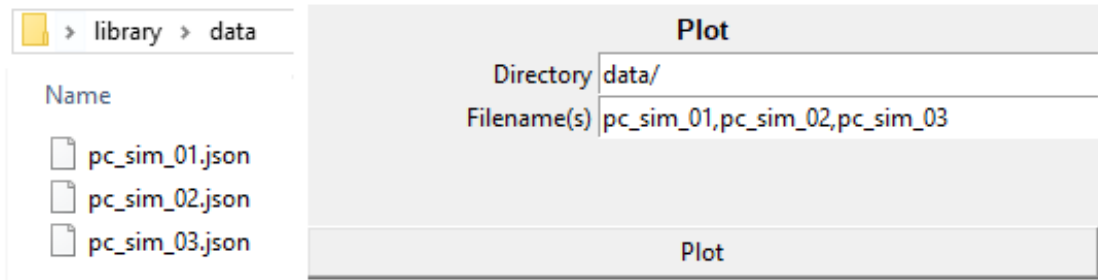 > library > data
Name
pc_sim_01.json
pc_sim_02.json
pc_sim_03.json
Plot
Directory data/
Filename(s) pc_sim_01,pc_sim_02,pc_sim_03
Plot